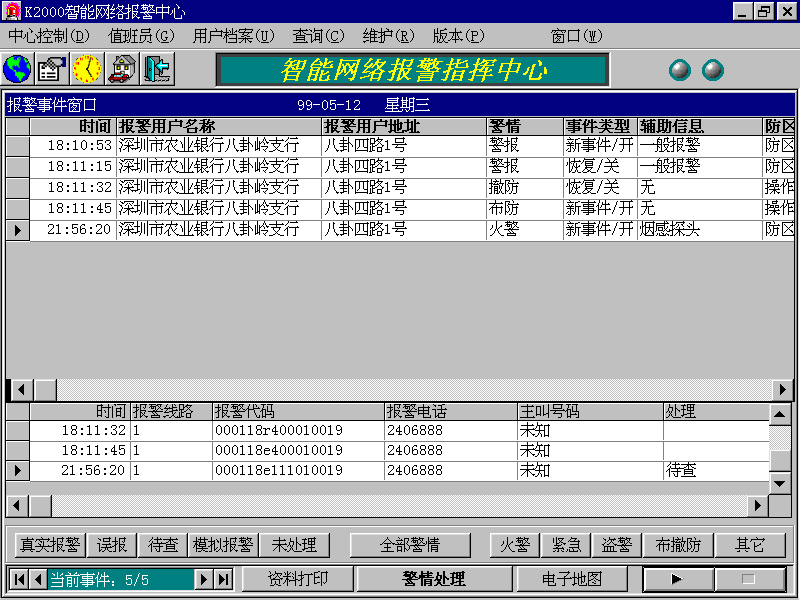 K2000智能网络报警中心
中心控制(D) 值班员(G) 用户档案(U) 查询(C) 维护(R) 版本(P) 窗口(W)
智能网络报警指挥中心
报警事件窗口 99-05-12 星期三
时间 报警用户名称 报警用户地址 警情 事件类型 辅助信息 防区
18:10:53 深圳市农业银行八卦岭支行 八卦四路1号 警报 新事件/开 一般报警 防区
18:11:15 深圳市农业银行八卦岭支行 八卦四路1号 警报 恢复/关 一般报警 防区
18:11:32 深圳市农业银行八卦岭支行 八卦四路1号 撤防 恢复/关 无 操作
18:11:45 深圳市农业银行八卦岭支行 八卦四路1号 布防 新事件/开 无 操作
21:56:20 深圳市农业银行八卦岭支行 八卦四路1号 火警 新事件/开 烟感探头 防区
时间 报警线路 报警代码 报警电话 主叫号码 处理
18:11:32 1 000118r400010019 2406888 未知
18:11:45 1 000118e400010019 2406888 未知
21:56:20 1 000118e111010019 2406888 未知 待查
真实报警 误报 待查 模拟报警 未处理 全部警情 火警 紧急 盗警 布撤防 其它
当前事件: 5/5 资料打印 警情处理 电子地图